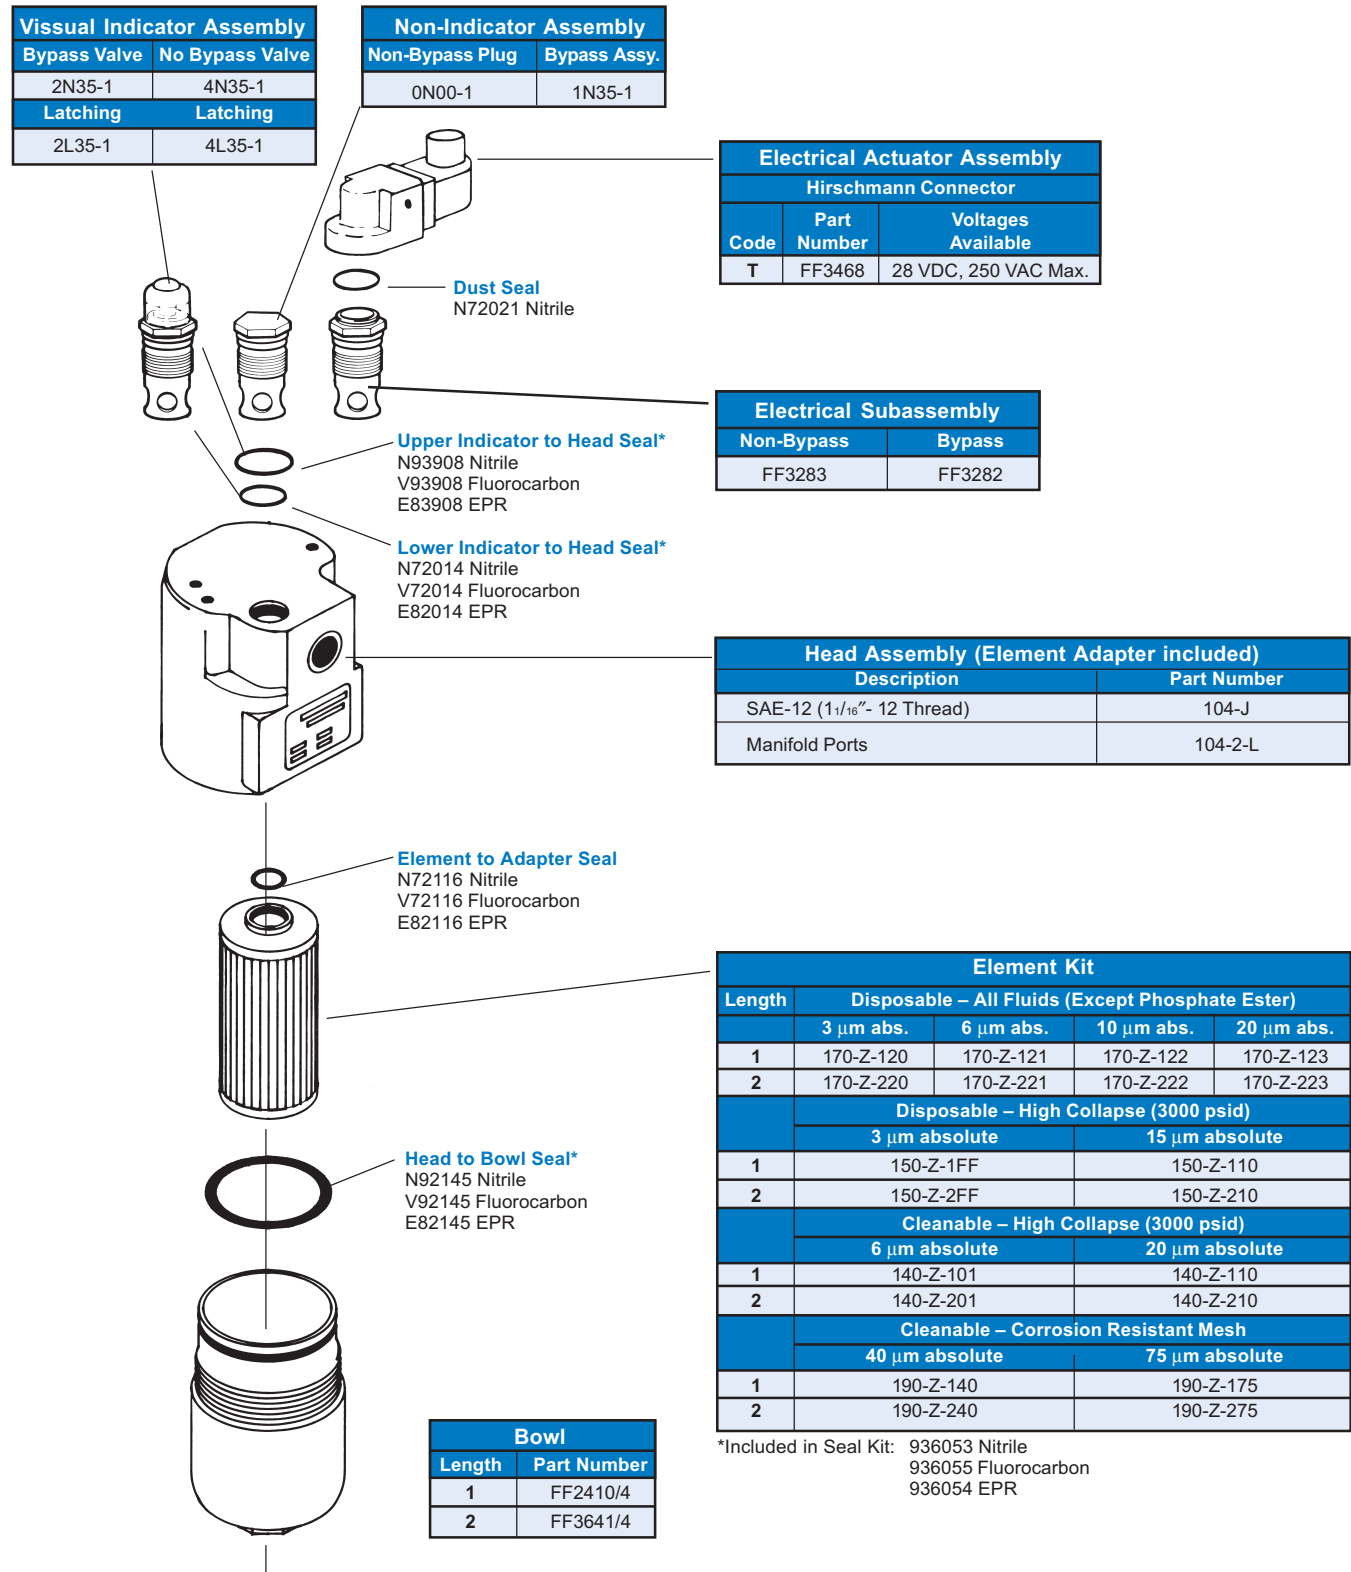 Vissual Indicator Assembly
Bypass Valve No Bypass Valve
2N35-1 4N35-1
Latching Latching
2L35-1 4L35-1
Non-Indicator Assembly
Non-Bypass Plug Bypass Assy.
0N00-1 1N35-1
Electrical Actuator Assembly
Hirschmann Connector
Code Part Number Voltages Available
T FF3468 28 VDC, 250 VAC Max.
Dust Seal
N72021 Nitrile
Electrical Subassembly
Non-Bypass Bypass
FF3283 FF3282
Upper Indicator to Head Seal*
N93908 Nitrile
V93908 Fluorocarbon
E83908 EPR
Lower Indicator to Head Seal*
N72014 Nitrile
V72014 Fluorocarbon
E82014 EPR
Head Assembly (Element Adapter included)
Description Part Number
SAE-12 (1 1/16″- 12 Thread) 104-J
Manifold Ports 104-2-L
Element to Adapter Seal
N72116 Nitrile
V72116 Fluorocarbon
E82116 EPR
Element Kit
Length Disposable – All Fluids (Except Phosphate Ester)
3 µm abs. 6 µm abs. 10 µm abs. 20 µm abs.
1 170-Z-120 170-Z-121 170-Z-122 170-Z-123
2 170-Z-220 170-Z-221 170-Z-222 170-Z-223
Disposable – High Collapse (3000 psid)
3 µm absolute 15 µm absolute
1 150-Z-1FF 150-Z-110
2 150-Z-2FF 150-Z-210
Cleanable – High Collapse (3000 psid)
6 µm absolute 20 µm absolute
1 140-Z-101 140-Z-110
2 140-Z-201 140-Z-210
Cleanable – Corrosion Resistant Mesh
40 µm absolute 75 µm absolute
1 190-Z-140 190-Z-175
2 190-Z-240 190-Z-275
Head to Bowl Seal*
N92145 Nitrile
V92145 Fluorocarbon
E82145 EPR
Bowl
Length Part Number
1 FF2410/4
2 FF3641/4
*Included in Seal Kit: 936053 Nitrile
936055 Fluorocarbon
936054 EPR